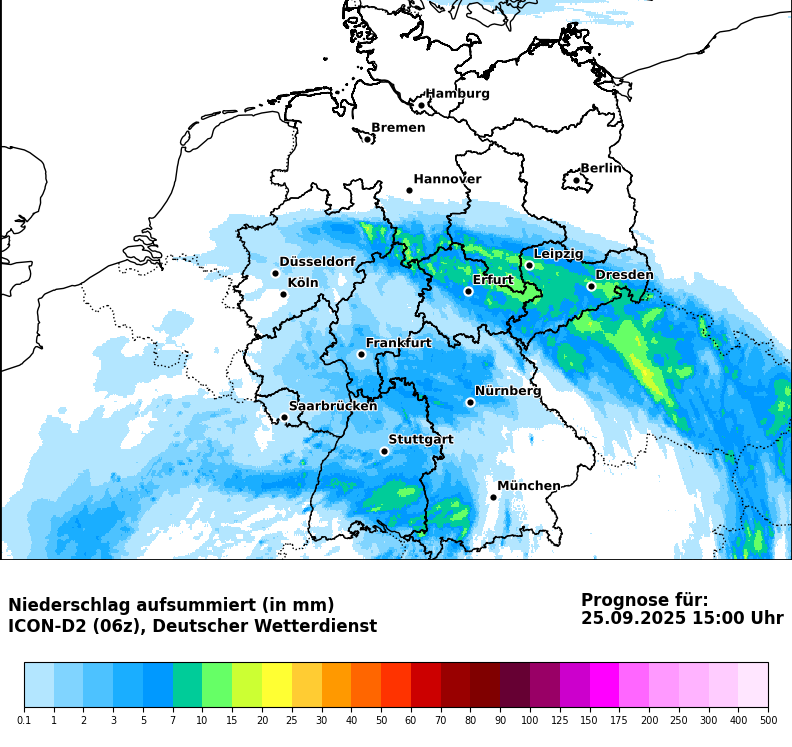 Hamburg
Bremen
Berlin
Hannover
Leipzig
Düsseldorf
Dresden
Köln
Erfurt
Frankfurt
Nürnberg
Saarbrücken
Stuttgart
München
Niederschlag aufsummiert (in mm)
ICON-D2 (06z), Deutscher Wetterdienst
Prognose für:
25.09.2025 15:00 Uhr
0.1 1 2 3 5 7 10 15 20 25 30 40 50 60 70 80 90 100 125 150 175 200 250 300 400 500